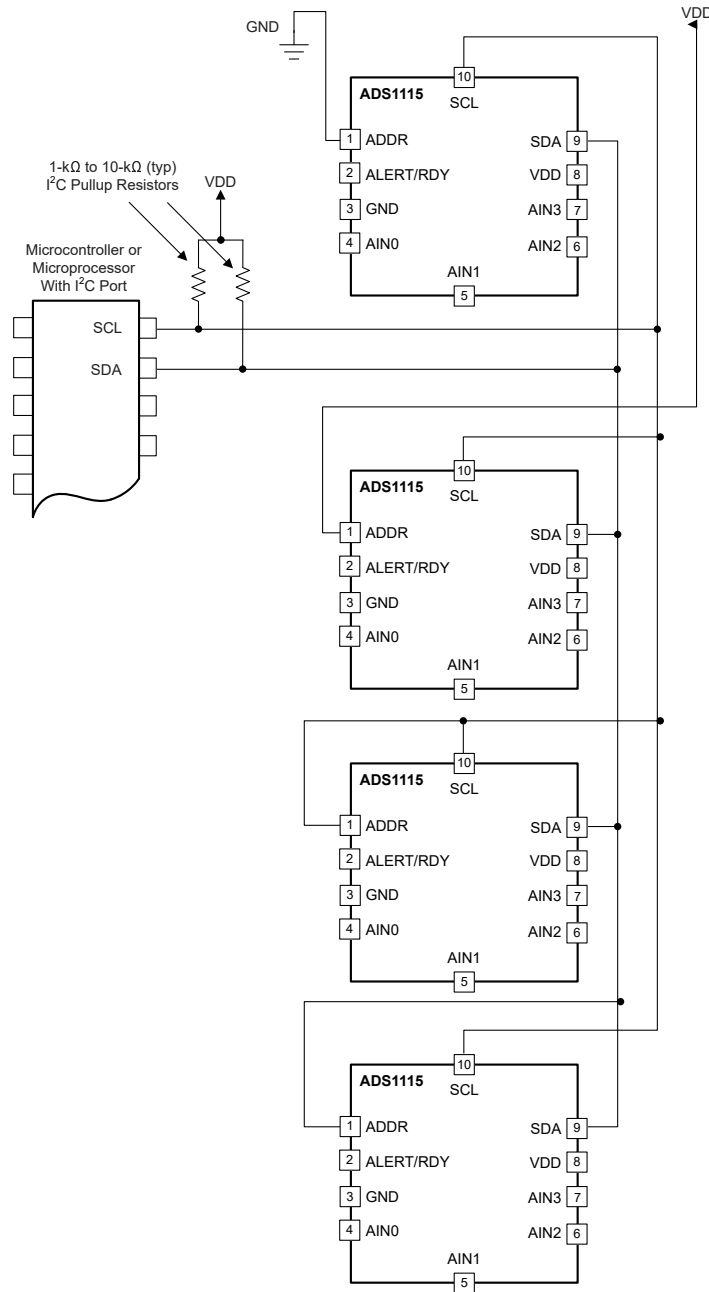 GND
VDD
10
ADS1115
SCL
1 ADDR
SDA 9
2 ALERT/RDY
VDD 8
3 GND
AIN3 7
4 AIN0
AIN2 6
AIN1
5
1-kΩ to 10-kΩ (typ)
I²C Pullup Resistors
VDD
Microcontroller or
Microprocessor
With I²C Port
SCL
SDA
10
ADS1115
SCL
1 ADDR
SDA 9
2 ALERT/RDY
VDD 8
3 GND
AIN3 7
4 AIN0
AIN2 6
AIN1
5
10
ADS1115
SCL
1 ADDR
SDA 9
2 ALERT/RDY
VDD 8
3 GND
AIN3 7
4 AIN0
AIN2 6
AIN1
5
10
ADS1115
SCL
1 ADDR
SDA 9
2 ALERT/RDY
VDD 8
3 GND
AIN3 7
4 AIN0
AIN2 6
AIN1
5